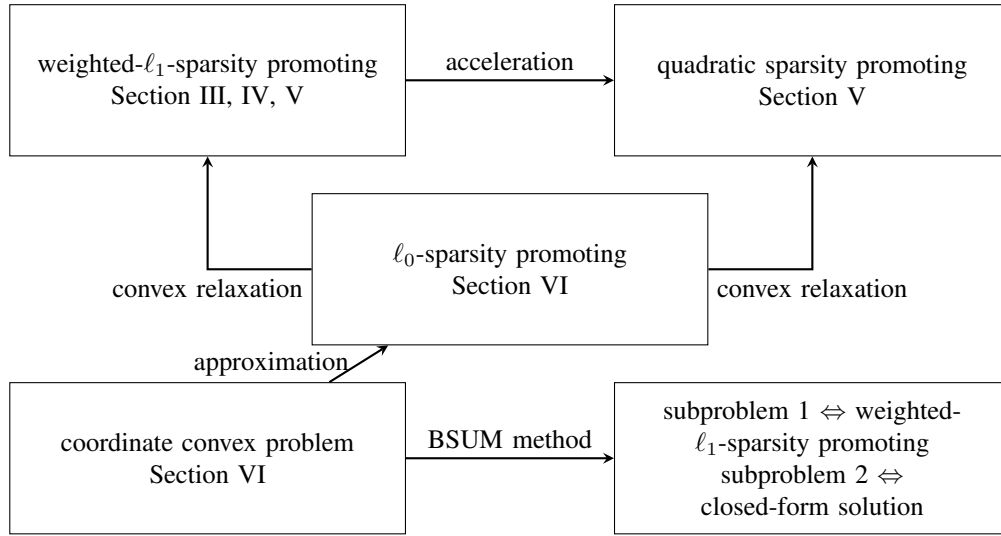 weighted-ℓ₁-sparsity promoting
Section III, IV, V
acceleration
quadratic sparsity promoting
Section V
ℓ₀-sparsity promoting
Section VI
convex relaxation
convex relaxation
approximation
coordinate convex problem
Section VI
BSUM method
subproblem 1 ⇔ weighted-
ℓ₁-sparsity promoting
subproblem 2 ⇔
closed-form solution